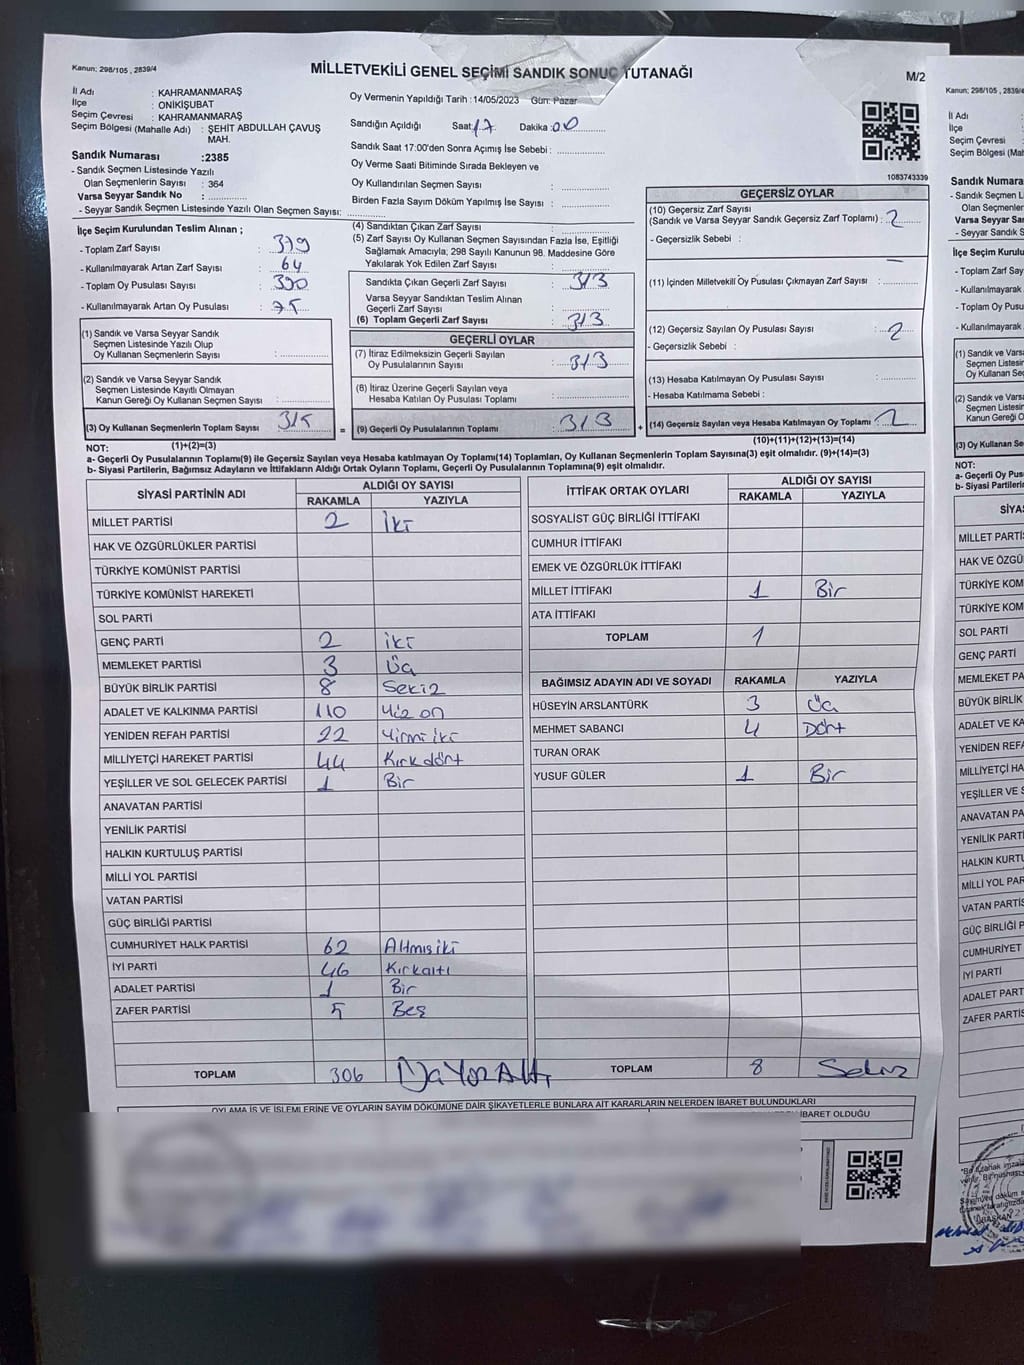 Kanun; 298/105 , 2839/4
MİLLETVEKİLİ GENEL SEÇİMİ SANDIK SONUÇ TUTANAĞI
M/2
İl Adı : KAHRAMANMARAŞ
İlçe : ONİKİŞUBAT
Seçim Çevresi : KAHRAMANMARAŞ
Seçim Bölgesi (Mahalle Adı) : ŞEHİT ABDULLAH ÇAVUŞ MAH.
Sandık Numarası :2385
- Sandık Seçmen Listesinde Yazılı
Olan Seçmenlerin Sayısı : 364
Varsa Seyyar Sandık No :
- Seyyar Sandık Seçmen Listesinde Yazılı Olan Seçmen Sayısı:
Oy Vermenin Yapıldığı Tarih : 14/05/2023 Gün: Pazar
Sandığın Açıldığı Saat: 17 Dakika : 00
Sandık Saat 17:00'den Sonra Açımış İse Sebebi :
Oy Verme Saati Bitiminde Sırada Bekleyen ve
Oy Kullandırılan Seçmen Sayısı :
Birden Fazla Sayım Döküm Yapılmış İse Sayısı :
1083743339
İlçe Seçim Kurulundan Teslim Alınan ;
- Toplam Zarf Sayısı : 379
- Kullanılmayarak Artan Zarf Sayısı : 64
- Toplam Oy Pusulası Sayısı : 390
- Kullanılmayarak Artan Oy Pusulası : 75
(1) Sandık ve Varsa Seyyar Sandık
Seçmen Listesinde Yazılı Olup
Oy Kullanan Seçmenlerin Sayısı :
(2) Sandık ve Varsa Seyyar Sandık
Seçmen Listesinde Kayıtlı Olmayan
Kanun Gereği Oy Kullanan Seçmen Sayısı :
(3) Oy Kullanan Seçmenlerin Toplam Sayısı : 315 =
(4) Sandıktan Çıkan Zarf Sayısı :
(5) Zarf Sayısı Oy Kullanan Seçmen Sayısından Fazla İse, Eşitliği
Sağlamak Amacıyla, 298 Sayılı Kanunun 98. Maddesine Göre
Yakılarak Yok Edilen Zarf Sayısı :
Sandıkta Çıkan Geçerli Zarf Sayısı : 313
Varsa Seyyar Sandıktan Teslim Alınan
Geçerli Zarf Sayısı :
(6) Toplam Geçerli Zarf Sayısı : 313
GEÇERLİ OYLAR
(7) İtiraz Edilmeksizin Geçerli Sayılan
Oy Pusulalarının Sayısı : 313
(8) İtiraz Üzerine Geçerli Sayılan veya
Hesaba Katılan Oy Pusulası Toplamı :
(9) Geçerli Oy Pusulalarının Toplamı : 313 +
GEÇERSİZ OYLAR
(10) Geçersiz Zarf Sayısı
(Sandık ve Varsa Seyyar Sandık Geçersiz Zarf Toplamı) : 2
- Geçersizlik Sebebi :
(11) İçinden Milletvekili Oy Pusulası Çıkmayan Zarf Sayısı : —
(12) Geçersiz Sayılan Oy Pusulası Sayısı : 2
- Geçersizlik Sebebi :
(13) Hesaba Katılmayan Oy Pusulası Sayısı :
- Hesaba Katılmama Sebebi :
(14) Geçersiz Sayılan veya Hesaba Katılmayan Oy Toplamı : 2
NOT: (1)+(2)=(3) (10)+(11)+(12)+(13)=(14)
a- Geçerli Oy Pusulalarının Toplamı(9) ile Geçersiz Sayılan veya Hesaba katılmayan Oy Toplamı(14) Toplamları, Oy Kullanan Seçmenlerin Toplam Sayısına(3) eşit olmalıdır. (9)+(14)=(3)
b- Siyasi Partilerin, Bağımsız Adayların ve İttifakların Aldığı Ortak Oyların Toplamı, Geçerli Oy Pusulalarının Toplamına(9) eşit olmalıdır.
SİYASİ PARTİNİN ADI ALDIĞI OY SAYISI
RAKAMLA YAZIYLA
MİLLET PARTİSİ 2 İki
HAK VE ÖZGÜRLÜKLER PARTİSİ
TÜRKİYE KOMÜNİST PARTİSİ
TÜRKİYE KOMÜNİST HAREKETİ
SOL PARTİ
GENÇ PARTİ 2 iki
MEMLEKET PARTİSİ 3 Üç
BÜYÜK BİRLİK PARTİSİ 8 Sekiz
ADALET VE KALKINMA PARTİSİ 110 Yüz on
YENİDEN REFAH PARTİSİ 22 Yirmi iki
MİLLİYETÇİ HAREKET PARTİSİ 44 Kırkdört
YEŞİLLER VE SOL GELECEK PARTİSİ 1 Bir
ANAVATAN PARTİSİ
YENİLİK PARTİSİ
HALKIN KURTULUŞ PARTİSİ
MİLLİ YOL PARTİSİ
VATAN PARTİSİ
GÜÇ BİRLİĞİ PARTİSİ
CUMHURİYET HALK PARTİSİ 62 Altmış iki
İYİ PARTİ 46 Kırkaltı
ADALET PARTİSİ 1 Bir
ZAFER PARTİSİ 5 Beş
TOPLAM 306
İTTİFAK ORTAK OYLARI ALDIĞI OY SAYISI
RAKAMLA YAZIYLA
SOSYALİST GÜÇ BİRLİĞİ İTTİFAKI
CUMHUR İTTİFAKI
EMEK VE ÖZGÜRLÜK İTTİFAKI
MİLLET İTTİFAKI 1 Bir
ATA İTTİFAKI
TOPLAM 1
BAĞIMSIZ ADAYIN ADI VE SOYADI RAKAMLA YAZIYLA
HÜSEYİN ARSLANTÜRK 3 Üç
MEHMET SABANCI 4 Dört
TURAN ORAK
YUSUF GÜLER 1 Bir
TOPLAM 8 Sekiz
OYLAMA İŞ VE İŞLEMLERİNE VE OYLARIN SAYIM DÖKÜMÜNE DAİR ŞİKAYETLERLE BUNLARA AİT KARARLARIN NELERDEN İBARET BULUNDUKLARI
İBARET OLDUĞU
Kanun; 298/105, 2839/4
İl Adı
İlçe
Seçim Çevresi
Seçim Bölgesi (Mah
Sandık Numara
- Sandık Seçmen L
Olan Seçmenler
Varsa Seyyar San
- Seyyar Sandık Se
İlçe Seçim Kurulu
- Toplam Zarf Say
- Kullanılmayarak
- Toplam Oy Pusu
- Kullanılmayarak
(1) Sandık ve Vars
Seçmen Listesin
Oy Kullanan Seç
(2) Sandık ve Vars
Seçmen Listesin
Kanun Gereği O
(3) Oy Kullanan Se
NOT:
a- Geçerli Oy Pus
b- Siyasi Partileri
SİYAS
MİLLET PARTİS
HAK VE ÖZGÜ
TÜRKİYE KOM
TÜRKİYE KOM
SOL PARTİ
GENÇ PARTİ
MEMLEKET PA
BÜYÜK BİRLİK
ADALET VE KA
YENİDEN REFA
MİLLİYETÇİ HA
YEŞİLLER VE S
ANAVATAN PA
YENİLİK PARTİ
HALKIN KURTU
MİLLİ YOL PAR
VATAN PARTİS
GÜÇ BİRLİĞİ P
CUMHURİYET
İYİ PARTİ
ADALET PART
ZAFER PARTİS